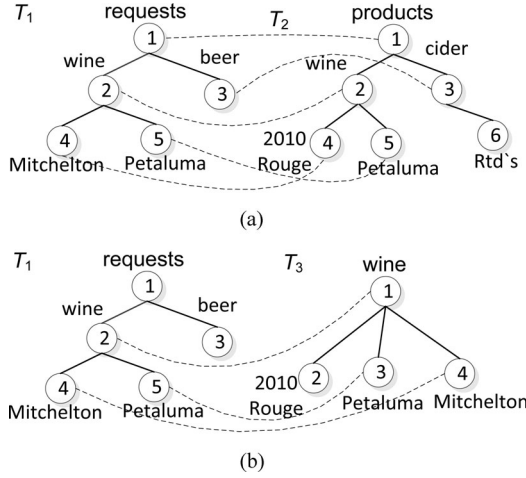 T1 requests T2 products
1 1
wine beer wine cider
2 3 2 3
4 5 2010 4 5 6
Mitchelton Petaluma Rouge Petaluma Rtd`s
(a)
T1 requests T3 wine
1 1
wine beer
2 3
4 5 2010 2 3 4
Mitchelton Petaluma Rouge Petaluma Mitchelton
(b)